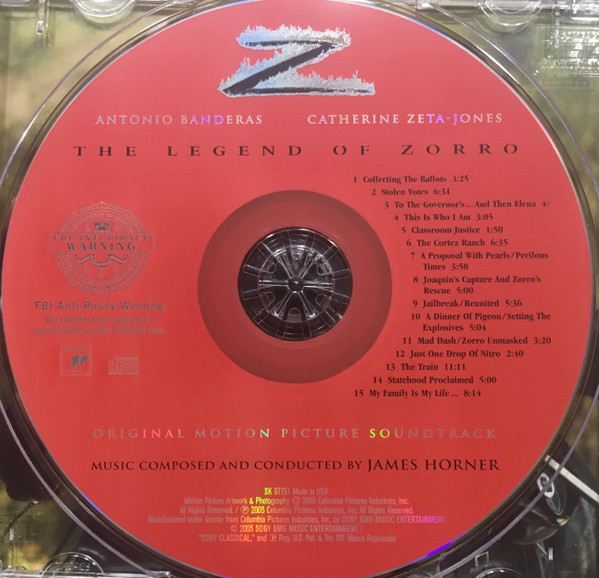 Z
ANTONIO BANDERAS CATHERINE ZETA-JONES
THE LEGEND OF ZORRO
1 Collecting The Ballots 3:25
2 Stolen Votes 6:31
3 To The Governor's ... And Then Elena 4:
4 This Is Who I Am 3:05
5 Classroom Justice 1:50
6 The Cortez Ranch 6:35
7 A Proposal With Pearls/Perilous
Times 3:58
8 Joaquin's Capture And Zorro's
Rescue 5:00
9 Jailbreak/Reunited 5:36
10 A Dinner Of Pigeon/Setting The
Explosives 5:04
11 Mad Dash/Zorro Unmasked 3:20
12 Just One Drop Of Nitro 2:40
13 The Train 11:11
14 Statehood Proclaimed 5:00
15 My Family Is My Life ... 8:14
FBI ANTI-PIRACY
WARNING
FBI Anti-Piracy Warning:
ORIGINAL MOTION PICTURE SOUNDTRACK
MUSIC COMPOSED AND CONDUCTED BY JAMES HORNER
SK 97751 Made in USA
Motion Picture Artwork & Photography © 2005 Columbia Pictures Industries, Inc.
All Rights Reserved. / ℗ 2005 Columbia Pictures Industries, Inc. All Rights Reserved.
Manufactured under license from Columbia Pictures Industries, Inc. by SONY BMG MUSIC ENTERTAINMENT.
© 2005 SONY BMG MUSIC ENTERTAINMENT /
"SONY CLASSICAL," and Reg. U.S. Pat. & Tm. Off. Marca Registrada